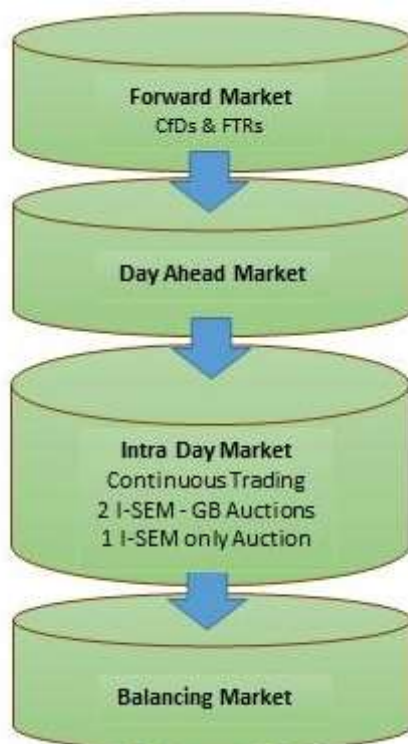 Forward Market
CfDs & FTRs
Day Ahead Market
Intra Day Market
Continuous Trading
2 I-SEM - GB Auctions
1 I-SEM only Auction
Balancing Market